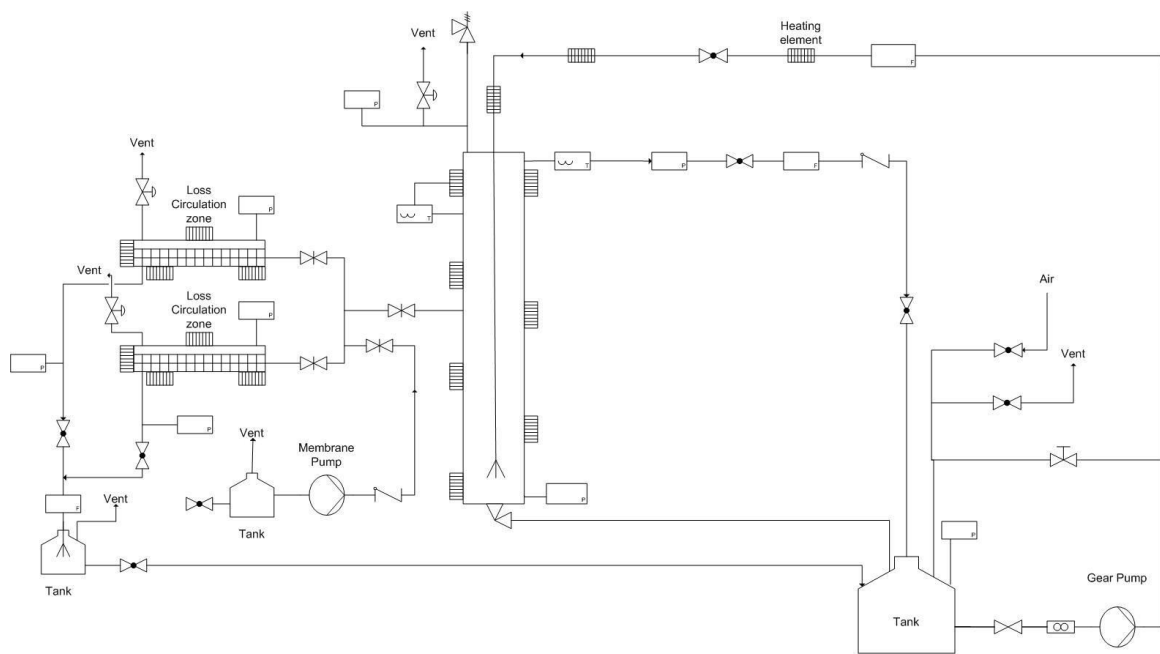 Vent
Heating
element
F
P
Vent
T
P
F
Loss
Circulation
zone
P
T
Vent
Loss
Circulation
zone
P
Air
Vent
P
P
Vent
Membrane
Pump
Vent
F
P
P
Tank
Gear Pump
Tank
Tank